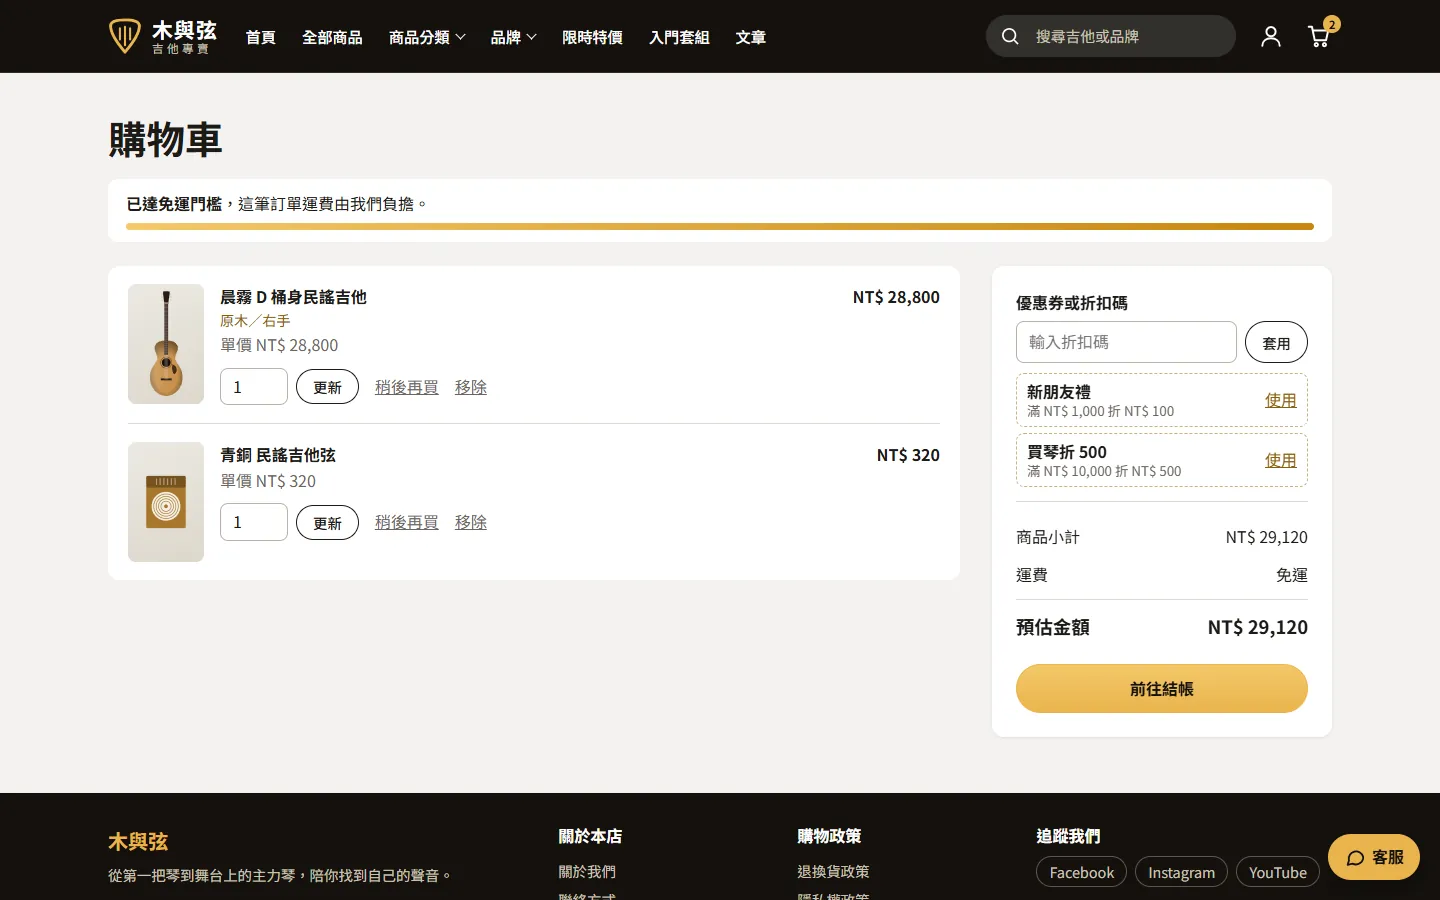 木與弦
吉他專賣
首頁
全部商品
商品分類
品牌
限時特價
入門套組
文章
搜尋吉他或品牌
2
購物車
已達免運門檻，這筆訂單運費由我們負擔。
晨霧 D 桶身民謠吉他
NT$ 28,800
原木／右手
單價 NT$ 28,800
1
更新
稍後再買
移除
青銅 民謠吉他弦
NT$ 320
單價 NT$ 320
1
更新
稍後再買
移除
優惠券或折扣碼
輸入折扣碼
套用
新朋友禮
滿 NT$ 1,000 折 NT$ 100
使用
買琴折 500
滿 NT$ 10,000 折 NT$ 500
使用
商品小計
NT$ 29,120
運費
免運
預估金額
NT$ 29,120
前往結帳
木與弦
從第一把琴到舞台上的主力琴，陪你找到自己的聲音。
關於本店
關於我們
聯絡方式
購物政策
退換貨政策
隱私權政策
追蹤我們
Facebook
Instagram
YouTube
客服